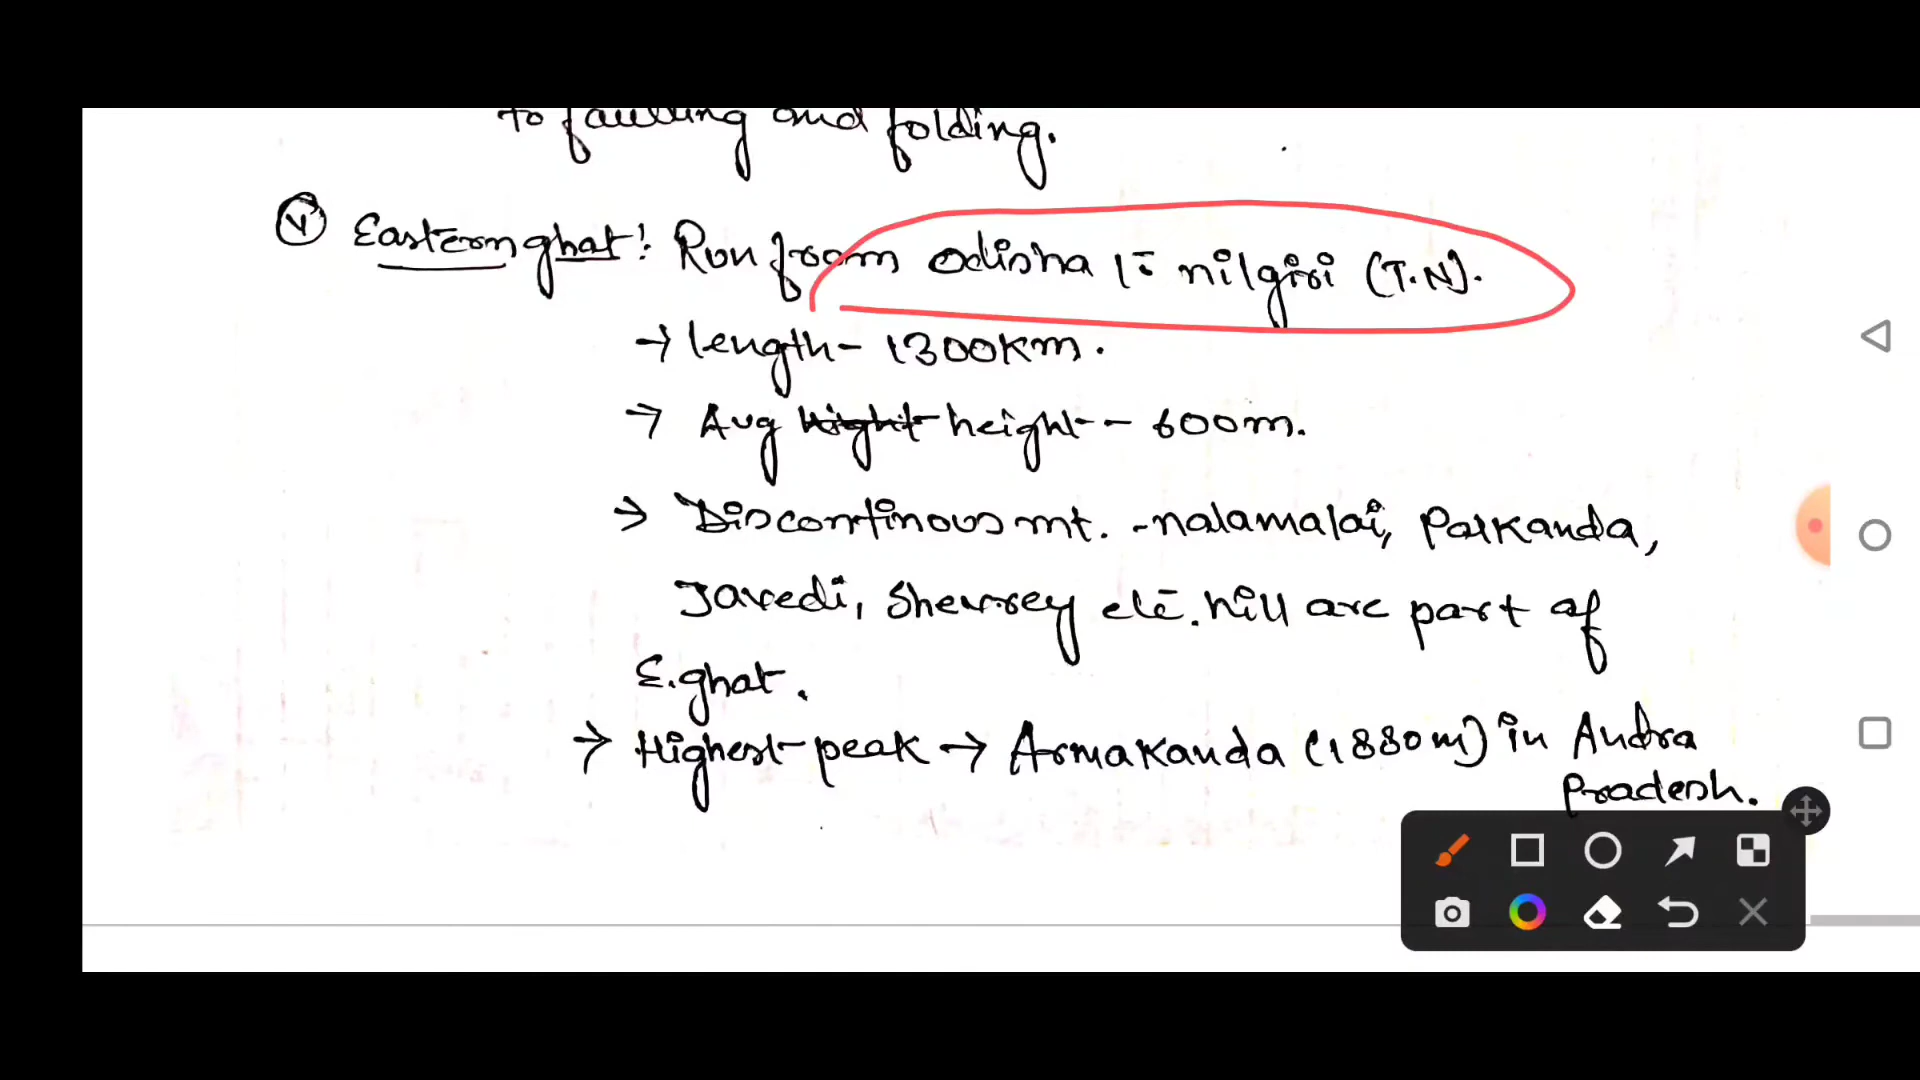 to faulting and folding.
(V) Eastern ghat: Run from Odisha to nilgiri (T.N).
→ length - 1300Km.
→ Avg hight height - 600m.
→ Discontinous mt. - nalamalai, Palkanda,
Javedi, Shevrey etc. hill are part of
E. ghat.
→ Highest peak → Armakanda (1880m) in Andra
Pradesh.